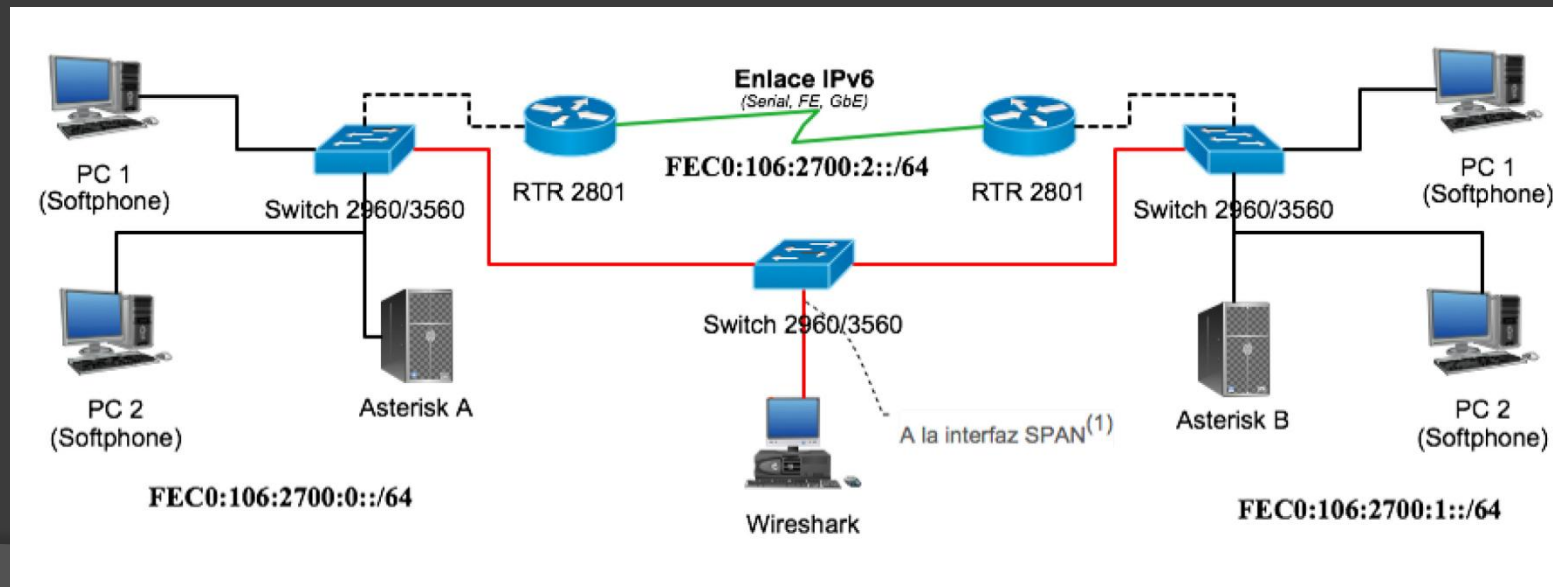 Enlace IPv6
(Serial, FE, GbE)
FEC0:106:2700:2::/64
PC 1
(Softphone)
Switch 2960/3560
RTR 2801
RTR 2801
Switch 2960/3560
PC 1
(Softphone)
Switch 2960/3560
PC 2
(Softphone)
Asterisk A
A la interfaz SPAN(1)
Asterisk B
PC 2
(Softphone)
FEC0:106:2700:0::/64
Wireshark
FEC0:106:2700:1::/64